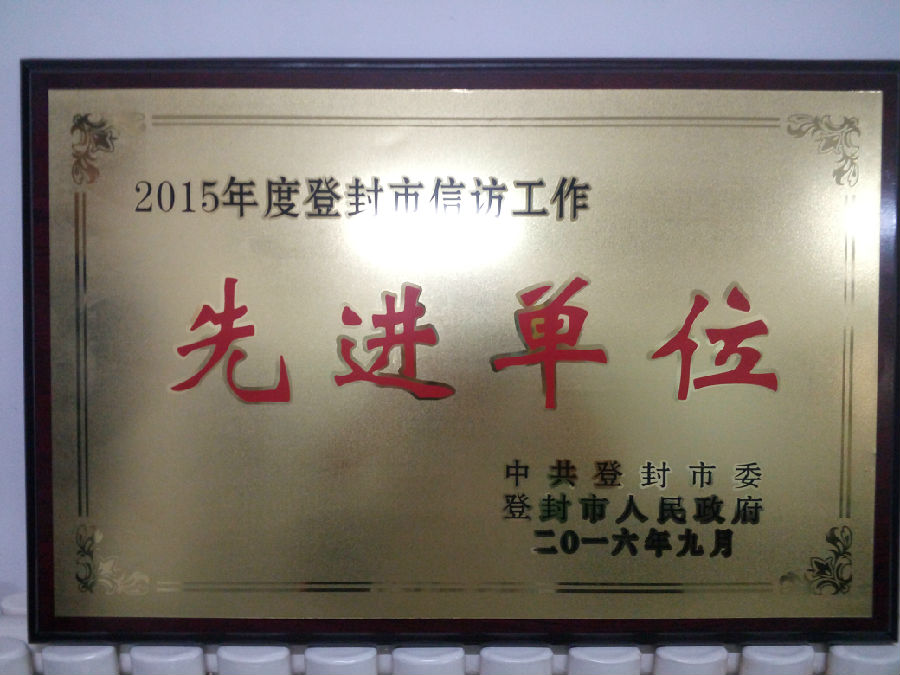 2015年度登封市信访工作
先进单位
中共登封市委
登封市人民政府
二〇一六年九月